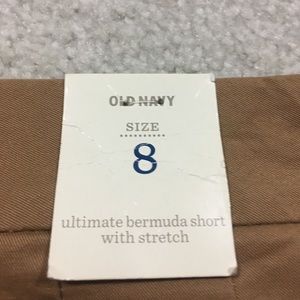 OLD NAVY
SIZE
8
ultimate bermuda short
with stretch